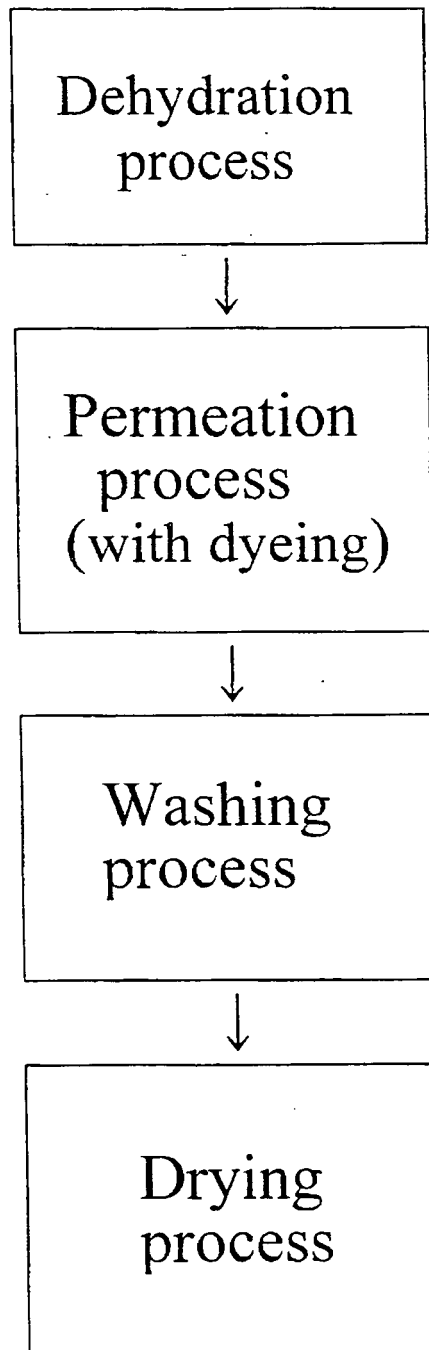 Dehydration
process
Permeation
process
(with dyeing)
Washing
process
Drying
process